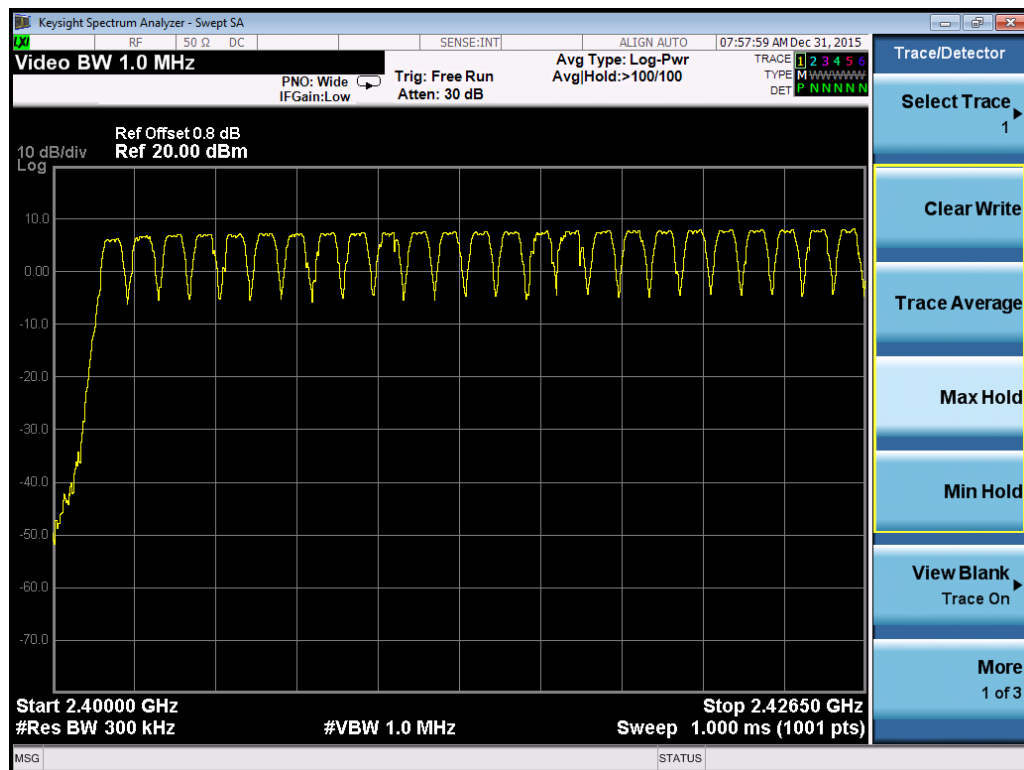 Keysight Spectrum Analyzer - Swept SA
LXI RF 50 Ω DC SENSE:INT ALIGN AUTO 07:57:59 AM Dec 31, 2015
Video BW 1.0 MHz
PNO: Wide
IFGain:Low
Trig: Free Run
Atten: 30 dB
Avg Type: Log-Pwr
Avg|Hold:>100/100
TRACE 1 2 3 4 5 6
TYPE M WWWWW
DET P N N N N N
Ref Offset 0.8 dB
10 dB/div Ref 20.00 dBm
Log
10.0
0.00
-10.0
-20.0
-30.0
-40.0
-50.0
-60.0
-70.0
Start 2.40000 GHz Stop 2.42650 GHz
#Res BW 300 kHz #VBW 1.0 MHz Sweep 1.000 ms (1001 pts)
MSG STATUS
Trace/Detector
Select Trace
1
Clear Write
Trace Average
Max Hold
Min Hold
View Blank
Trace On
More
1 of 3